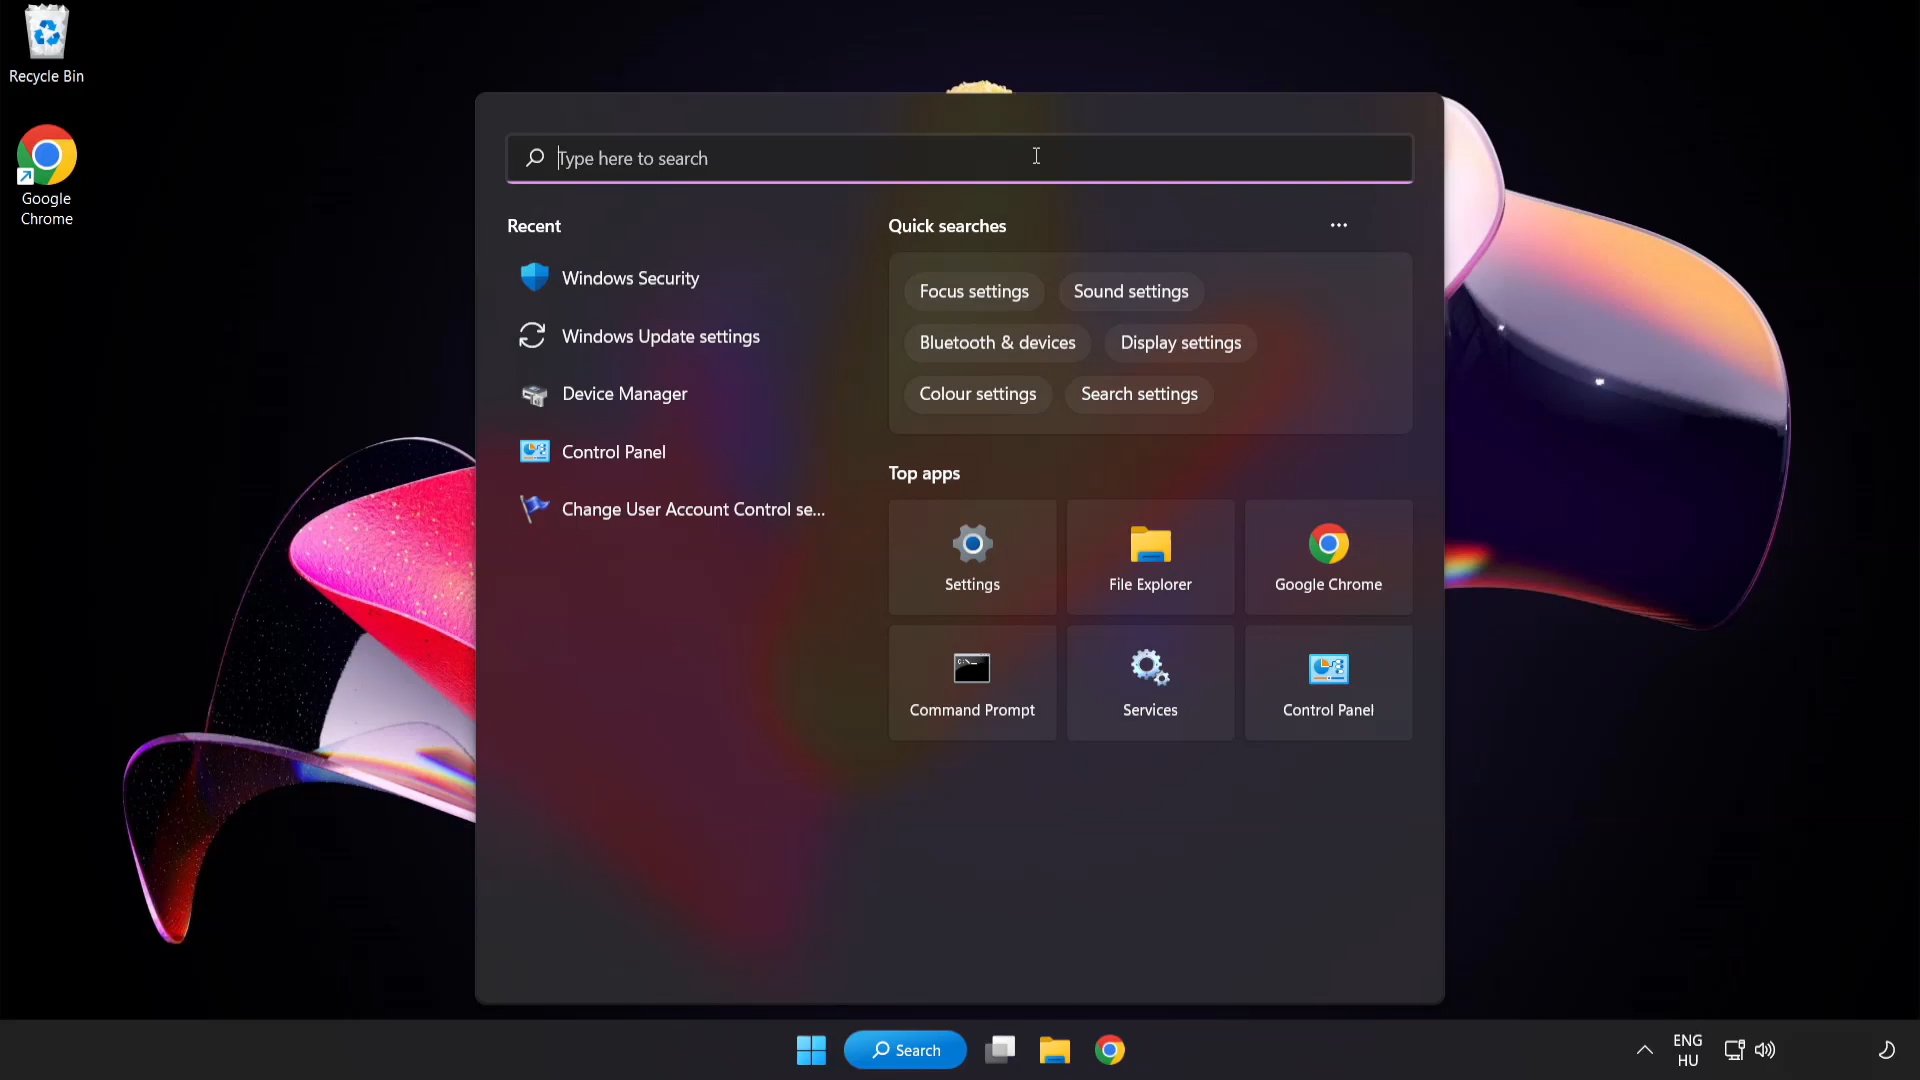 Recycle Bin
Google
Chrome
Type here to search
Recent
Windows Security
Windows Update settings
Device Manager
Control Panel
Change User Account Control se...
Quick searches
Focus settings
Sound settings
Bluetooth & devices
Display settings
Colour settings
Search settings
Top apps
Settings
File Explorer
Google Chrome
Command Prompt
Services
Control Panel
Search
ENG
HU